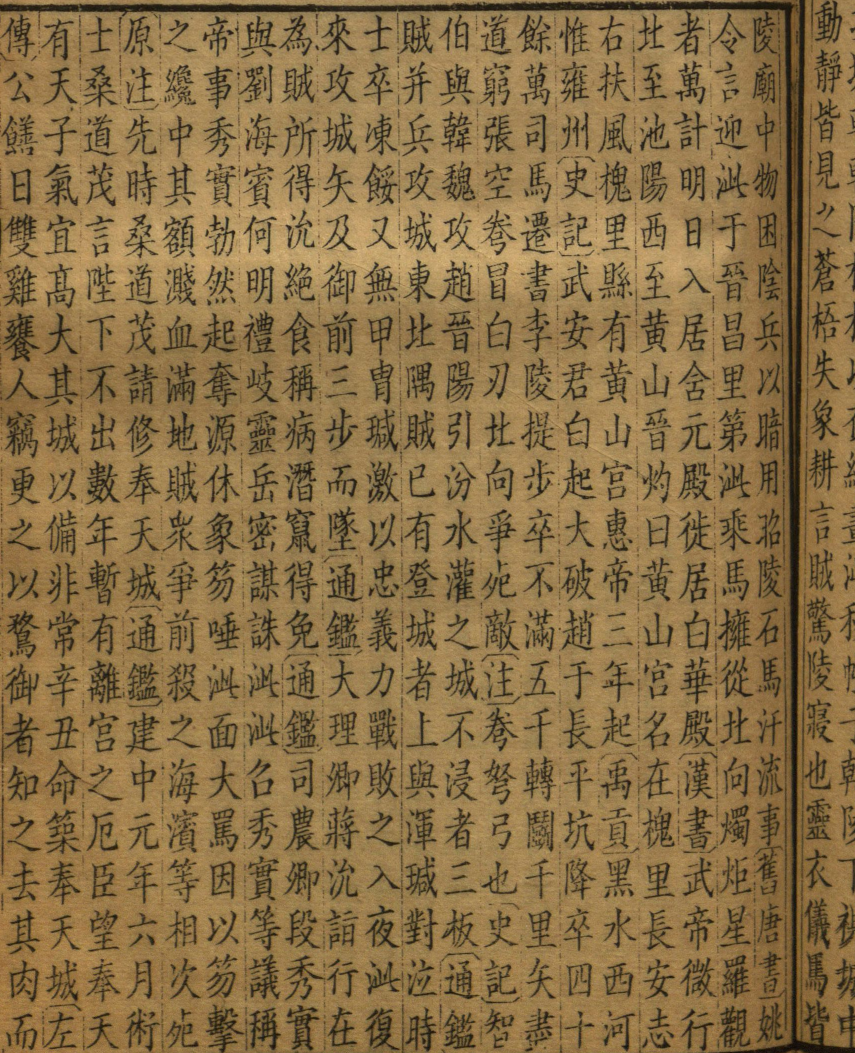 動靜皆見之蒼梧失象耕言賊驚陵寢也靈衣儀馬皆
陵廟中物困陰兵以暗用昭陵石馬汗流事舊唐書姚
令言迎泚于晉昌里第泚乘馬擁從北向燭炬星羅觀
者萬計明日入居舍元殿徙居白華殿漢書武帝微行
北至池陽西至黃山晉灼曰黃山宮名在槐里長安志
右扶風槐里縣有黃山宮惠帝三年起禹貢黑水西河
惟雍州史記武安君白起大破趙于長平坑降卒四十
餘萬司馬遷書李陵提步卒不滿五千轉鬭千里矢盡
道窮張空弮冒白刃北向爭死敵注弮弩弓也史記智
伯與韓魏攻趙晉陽引汾水灌之城不浸者三板通鑑
賊并兵攻城東北隅賊已有登城者上與渾瑊對泣時
士卒凍餒又無甲冑瑊激以忠義力戰敗之入夜泚復
來攻城矢及御前三步而墜通鑑大理卿蔣沇詣行在
為賊所得沇絕食稱病潛竄得免通鑑司農卿段秀實
與劉海賓何明禮岐靈岳密謀誅泚泚召秀實等議稱
帝事秀實勃然起奪源休象笏唾泚面大罵因以笏擊
之纔中其額濺血滿地賊眾爭前殺之海濱等相次死
原注先時桑道茂請修奉天城通鑑建中元年六月術
士桑道茂言陛下不出數年暫有離宮之厄臣望奉天
有天子氣宜高大其城以備非常辛丑命築奉天城左
傳公膳日雙雞饔人竊更之以鶩御者知之去其肉而